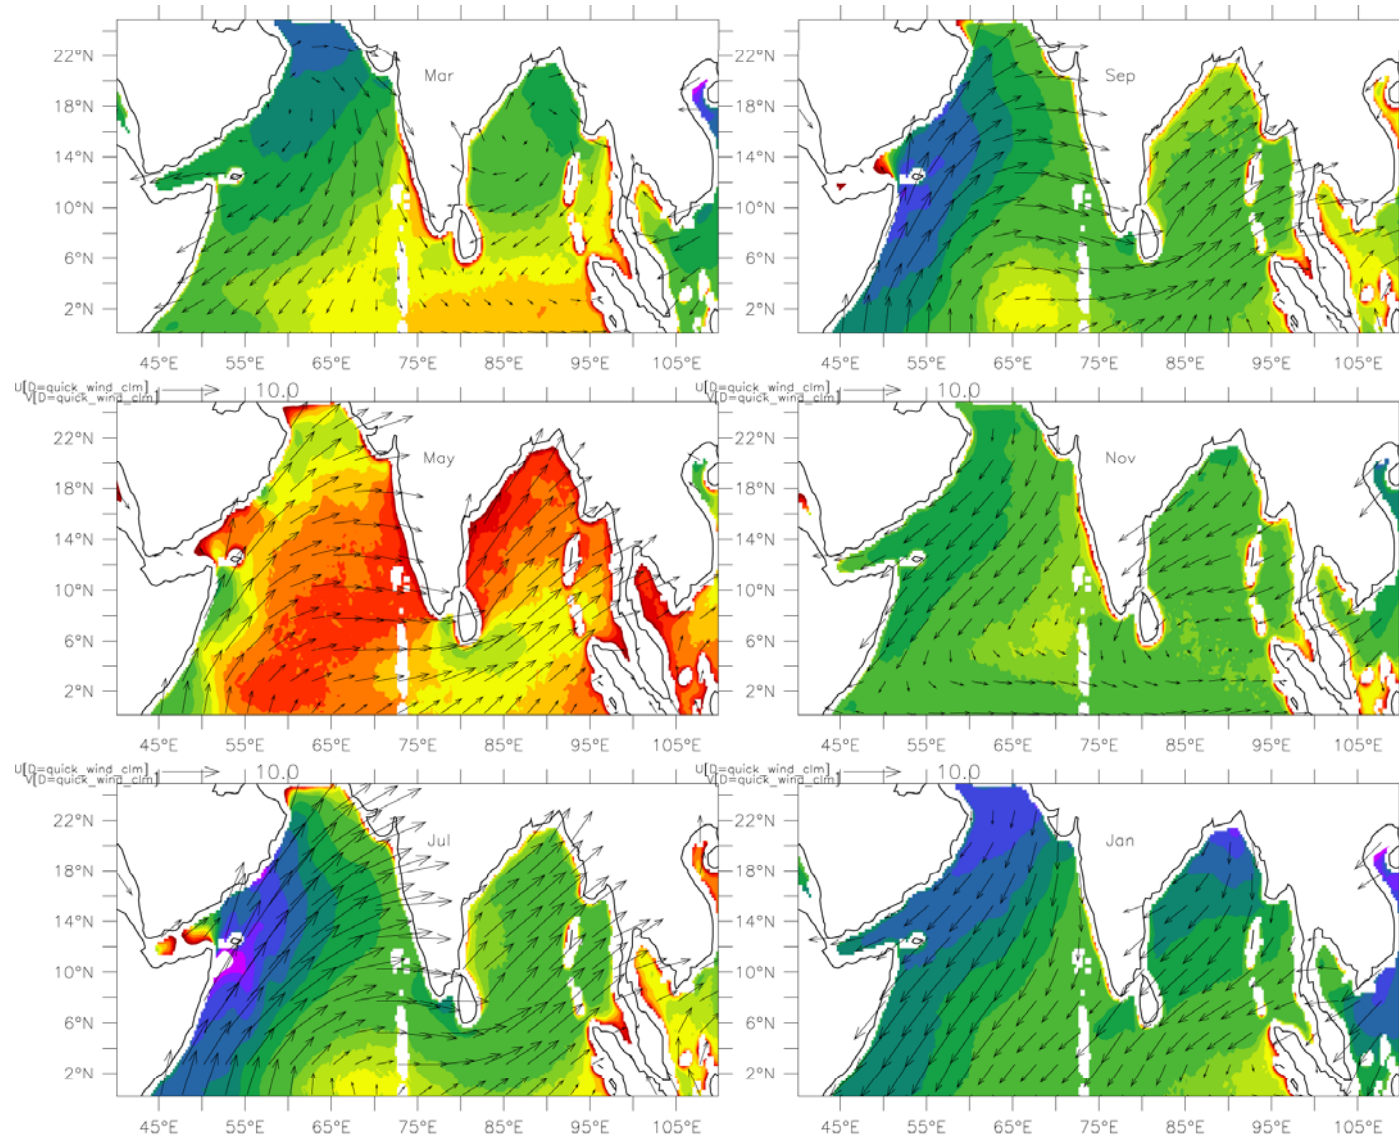 22°N Mar
18°N
14°N
10°N
6°N
2°N
45°E 55°E 65°E 75°E 85°E 95°E 105°E
22°N Sep
18°N
14°N
10°N
6°N
2°N
45°E 55°E 65°E 75°E 85°E 95°E 105°E
U[D=quick_wind_clm]
V[D=quick_wind_clm] 10.0
22°N May
18°N
14°N
10°N
6°N
2°N
45°E 55°E 65°E 75°E 85°E 95°E 105°E
U[D=quick_wind_clm]
V[D=quick_wind_clm] 10.0
22°N Nov
18°N
14°N
10°N
6°N
2°N
45°E 55°E 65°E 75°E 85°E 95°E 105°E
U[D=quick_wind_clm]
V[D=quick_wind_clm] 10.0
22°N Jul
18°N
14°N
10°N
6°N
2°N
45°E 55°E 65°E 75°E 85°E 95°E 105°E
U[D=quick_wind_clm]
V[D=quick_wind_clm] 10.0
22°N Jan
18°N
14°N
10°N
6°N
2°N
45°E 55°E 65°E 75°E 85°E 95°E 105°E